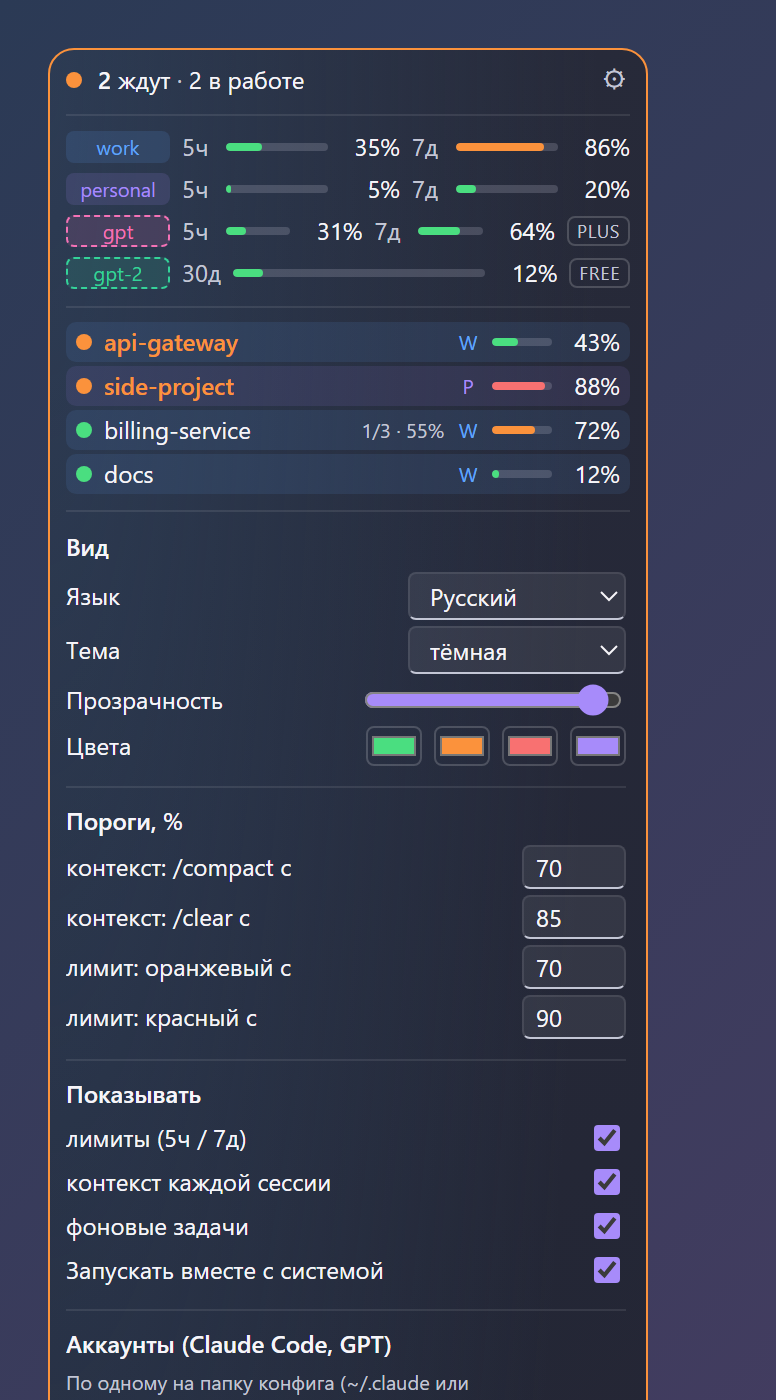 2 ждут · 2 в работе
work 5ч 35% 7д 86%
personal 5ч 5% 7д 20%
gpt 5ч 31% 7д 64% PLUS
gpt-2 30д 12% FREE
api-gateway W 43%
side-project P 88%
billing-service 1/3 · 55% W 72%
docs W 12%
Вид
Язык Русский
Тема тёмная
Прозрачность
Цвета
Пороги, %
контекст: /compact с 70
контекст: /clear с 85
лимит: оранжевый с 70
лимит: красный с 90
Показывать
лимиты (5ч / 7д)
контекст каждой сессии
фоновые задачи
Запускать вместе с системой
Аккаунты (Claude Code, GPT)
По одному на папку конфига (~/.claude или